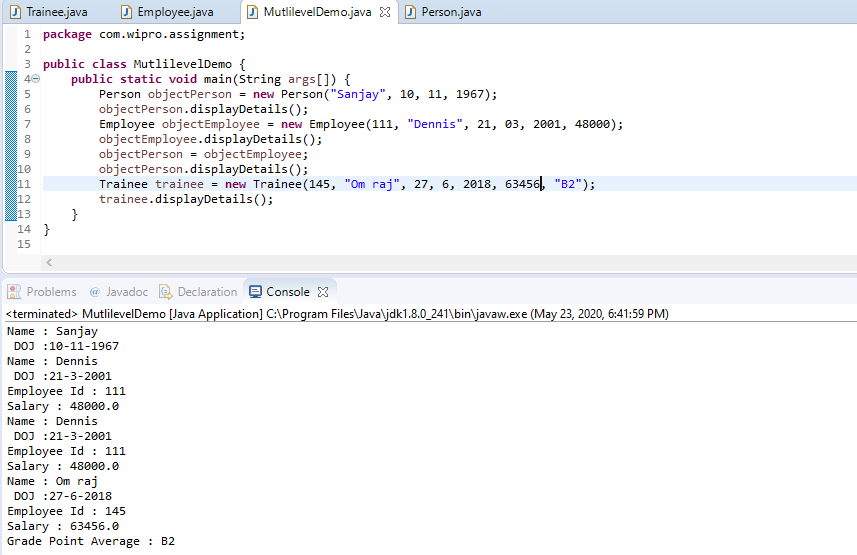 Trainee.java Employee.java MutlilevelDemo.java Person.java
1 package com.wipro.assignment;
2
3 public class MutlilevelDemo {
4 public static void main(String args[]) {
5 Person objectPerson = new Person("Sanjay", 10, 11, 1967);
6 objectPerson.displayDetails();
7 Employee objectEmployee = new Employee(111, "Dennis", 21, 03, 2001, 48000);
8 objectEmployee.displayDetails();
9 objectPerson = objectEmployee;
10 objectPerson.displayDetails();
11 Trainee trainee = new Trainee(145, "Om raj", 27, 6, 2018, 63456, "B2");
12 trainee.displayDetails();
13 }
14 }
15
Problems @ Javadoc Declaration Console
<terminated> MutlilevelDemo [Java Application] C:\Program Files\Java\jdk1.8.0_241\bin\javaw.exe (May 23, 2020, 6:41:59 PM)
Name : Sanjay
DOJ :10-11-1967
Name : Dennis
DOJ :21-3-2001
Employee Id : 111
Salary : 48000.0
Name : Dennis
DOJ :21-3-2001
Employee Id : 111
Salary : 48000.0
Name : Om raj
DOJ :27-6-2018
Employee Id : 145
Salary : 63456.0
Grade Point Average : B2